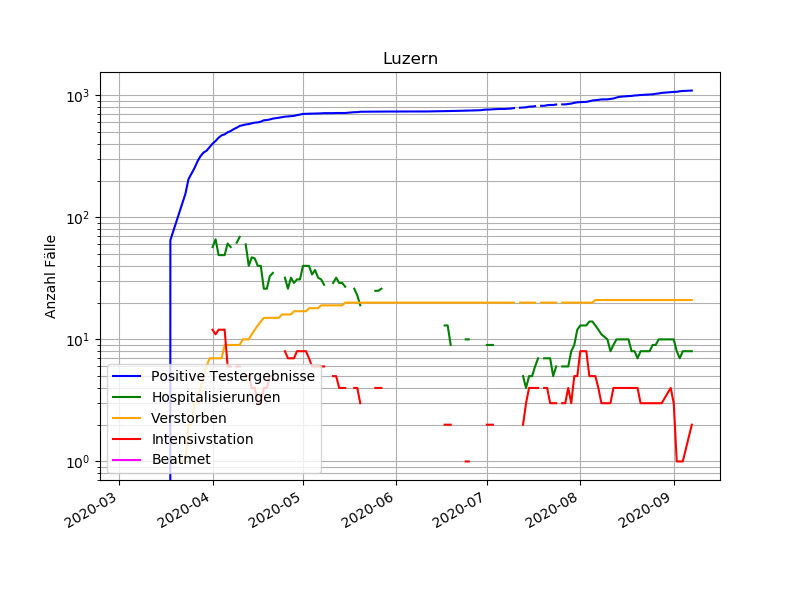 Luzern
Anzahl Fälle
10³
10²
10¹
10⁰
Positive Testergebnisse
Hospitalisierungen
Verstorben
Intensivstation
Beatmet
2020-03
2020-04
2020-05
2020-06
2020-07
2020-08
2020-09